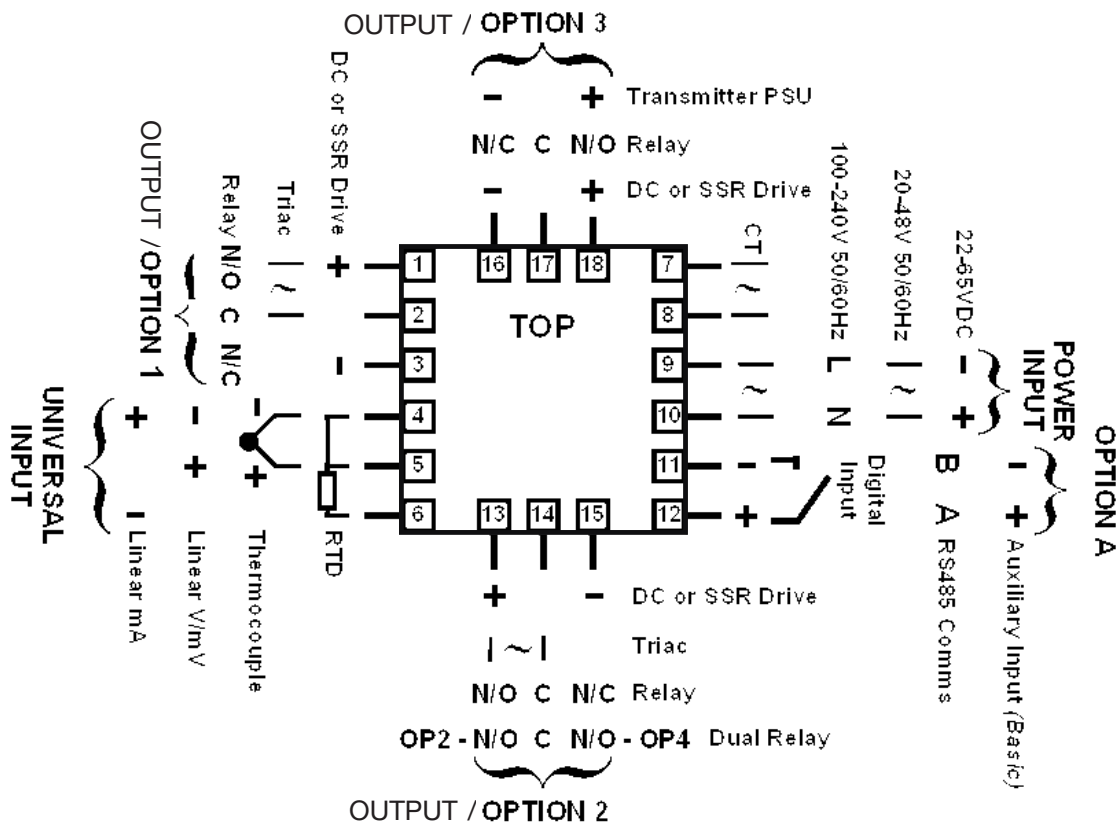 OUTPUT / OPTION 3
- + Transmitter PSU
N/C C N/O Relay
- + DC or SSR Drive
OUTPUT / OPTION 1
Relay N/O C N/C
Triac ~
DC or SSR Drive + -
UNIVERSAL
INPUT
+ - Linear mA
- + Linear V/mV
- + Thermocouple
RTD
1
2
3
4
5
6
16 17 18
TOP
13 14 15
7
8
9
10
11
12
CT ~
~
100-240V 50/60Hz L N
20-48V 50/60Hz ~
22-65VDC - +
POWER
INPUT
OPTION A
- +
Digital
Input
B A RS485 Comms
- + Auxiliary Input (Basic)
+ - DC or SSR Drive
~ Triac
N/O C N/C Relay
OP2 - N/O C N/O - OP4 Dual Relay
OUTPUT / OPTION 2